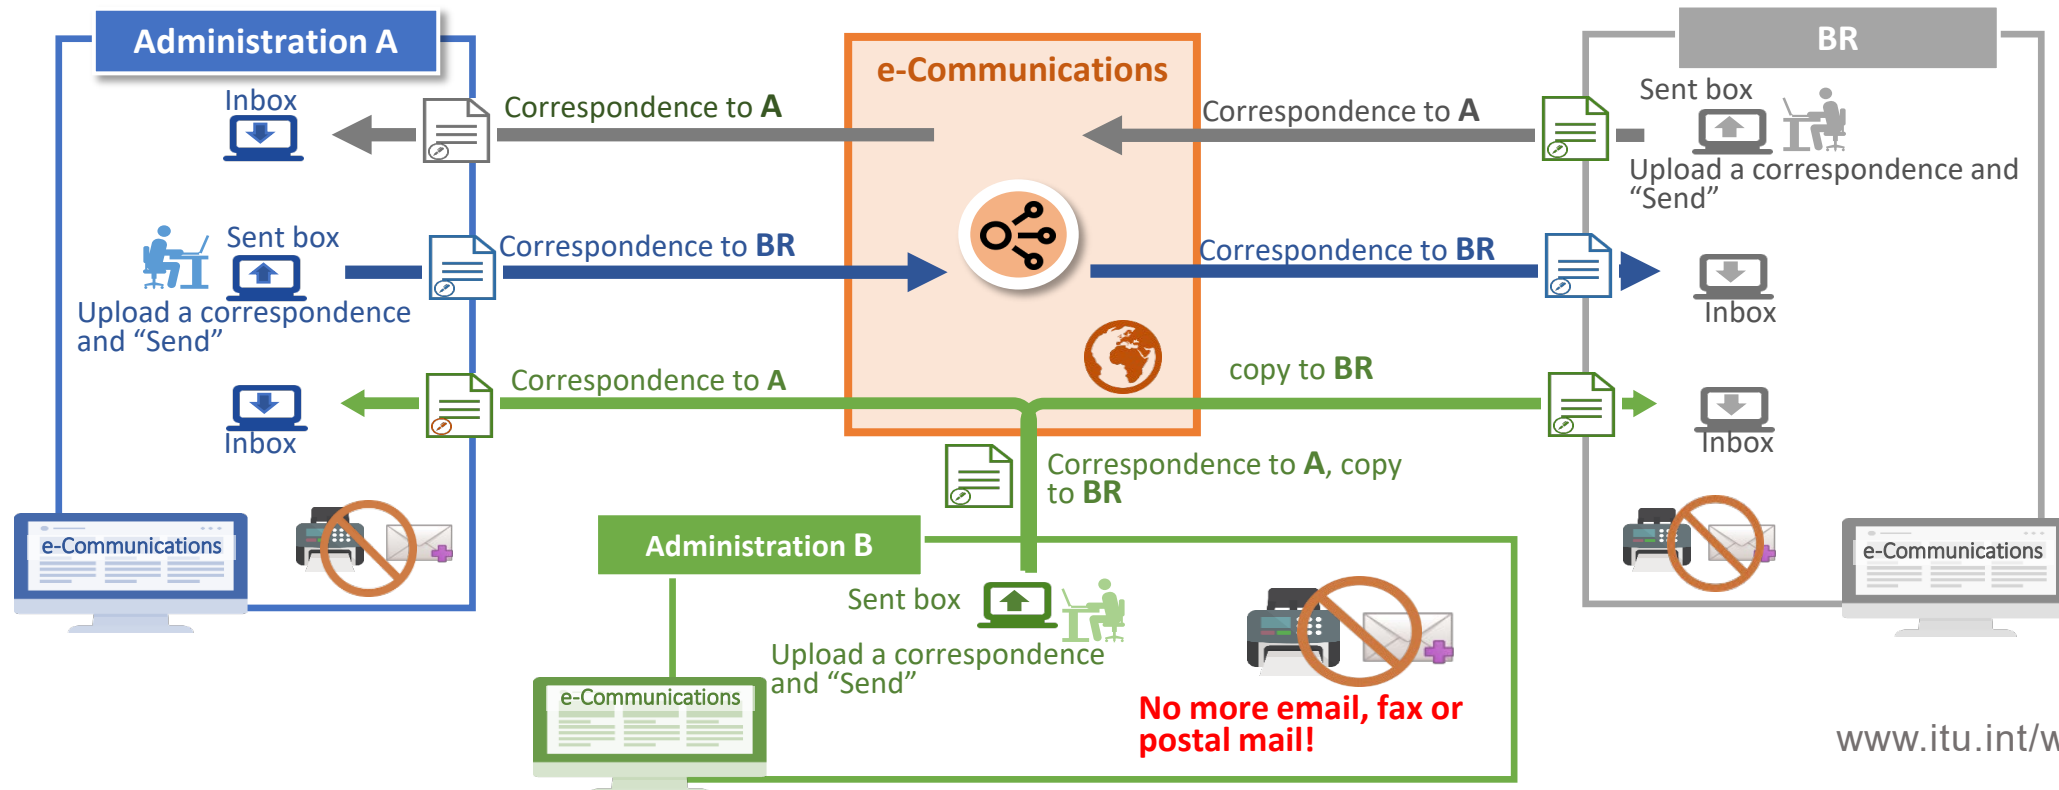 Administration A
Inbox
Correspondence to A
Sent box
Correspondence to BR
Upload a correspondence
and “Send”
Correspondence to A
Inbox
e-Communications
e-Communications
Correspondence to A
Correspondence to BR
copy to BR
Correspondence to A, copy
to BR
BR
Sent box
Upload a correspondence and
“Send”
Inbox
Inbox
e-Communications
Administration B
Sent box
Upload a correspondence
and “Send”
e-Communications
No more email, fax or
postal mail!
www.itu.int/w